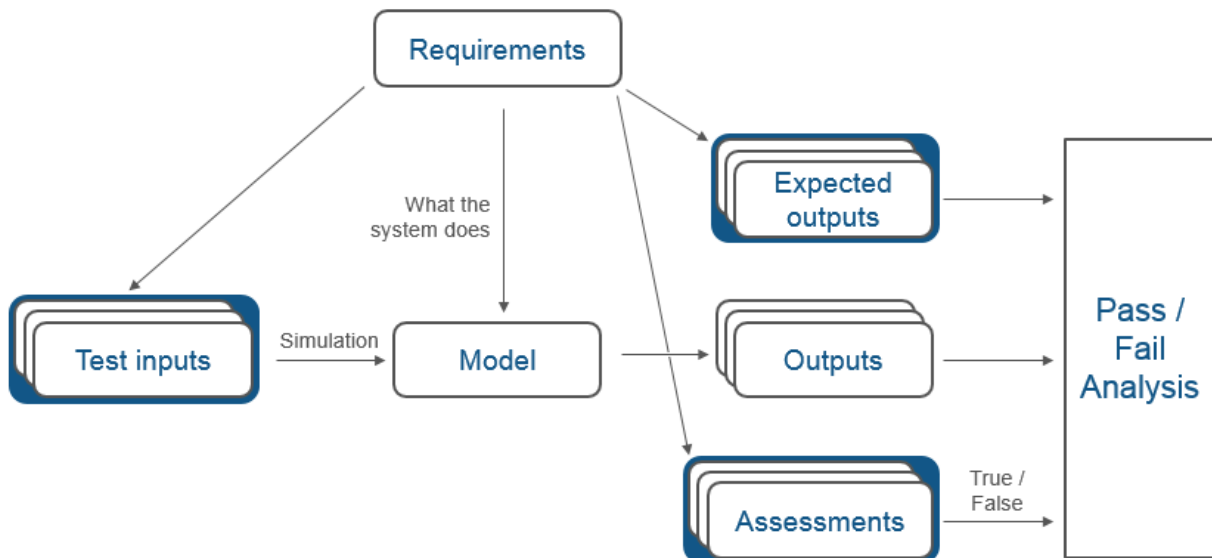 Requirements
What the
system does
Expected
outputs
Test inputs
Simulation
Model
Outputs
Pass /
Fail
Analysis
Assessments
True /
False